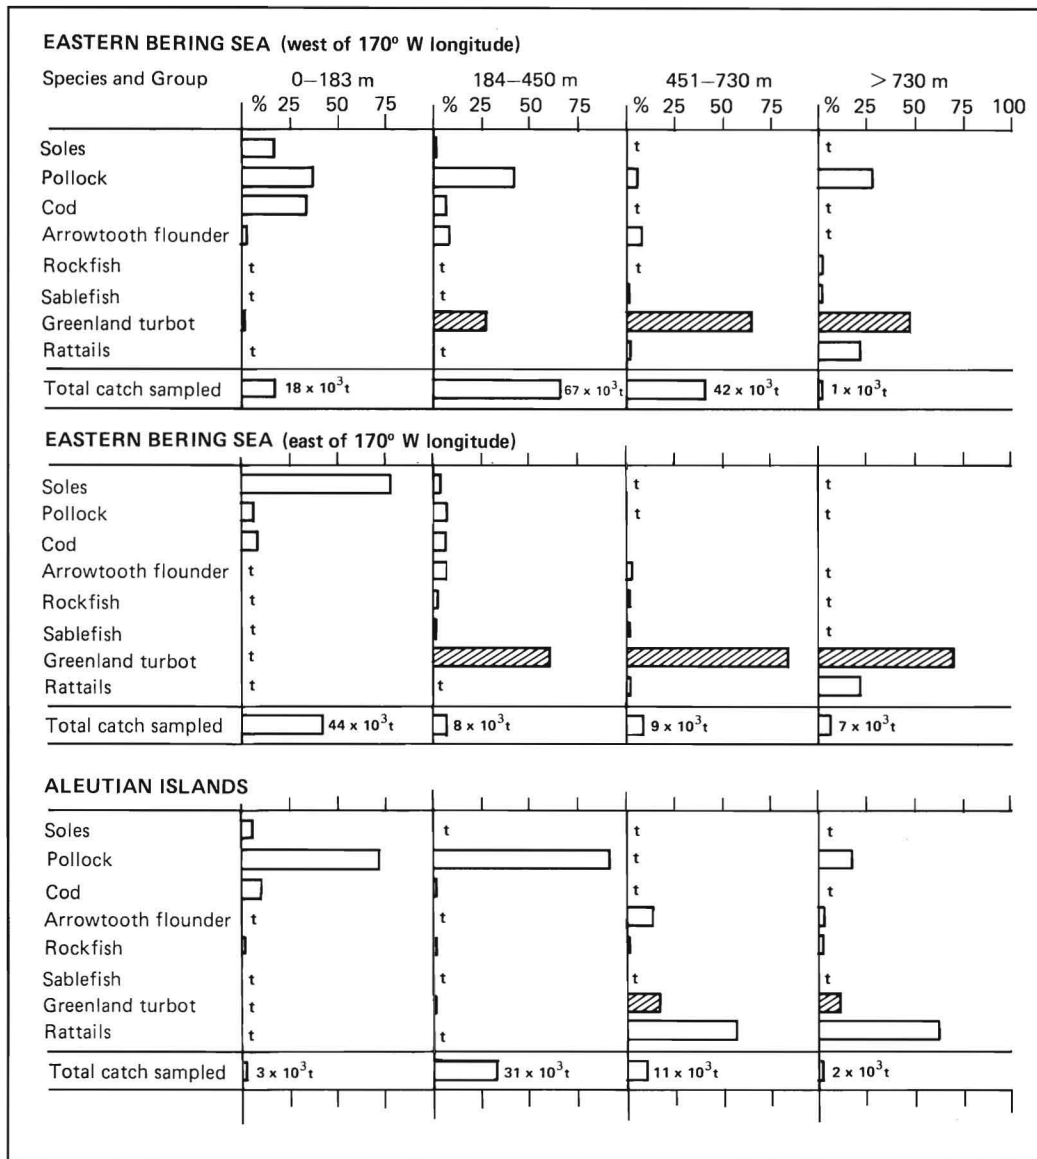 EASTERN BERING SEA (west of 170º W longitude)
Species and Group 0–183 m 184–450 m 451–730 m > 730 m
% 25 50 75 % 25 50 75 % 25 50 75 % 25 50 75 100
Soles t t
Pollock
Cod t t
Arrowtooth flounder t
Rockfish t t t
Sablefish t t
Greenland turbot
Rattails t t
Total catch sampled 18 x 10³t 67 x 10³t 42 x 10³t 1 x 10³t
EASTERN BERING SEA (east of 170º W longitude)
Soles t t
Pollock t t
Cod
Arrowtooth flounder t t
Rockfish t t
Sablefish t t
Greenland turbot t
Rattails t t
Total catch sampled 44 x 10³t 8 x 10³t 9 x 10³t 7 x 10³t
ALEUTIAN ISLANDS
Soles t t t
Pollock t
Cod t t
Arrowtooth flounder t t
Rockfish
Sablefish t t t t
Greenland turbot t
Rattails t t
Total catch sampled 3 x 10³t 31 x 10³t 11 x 10³t 2 x 10³t